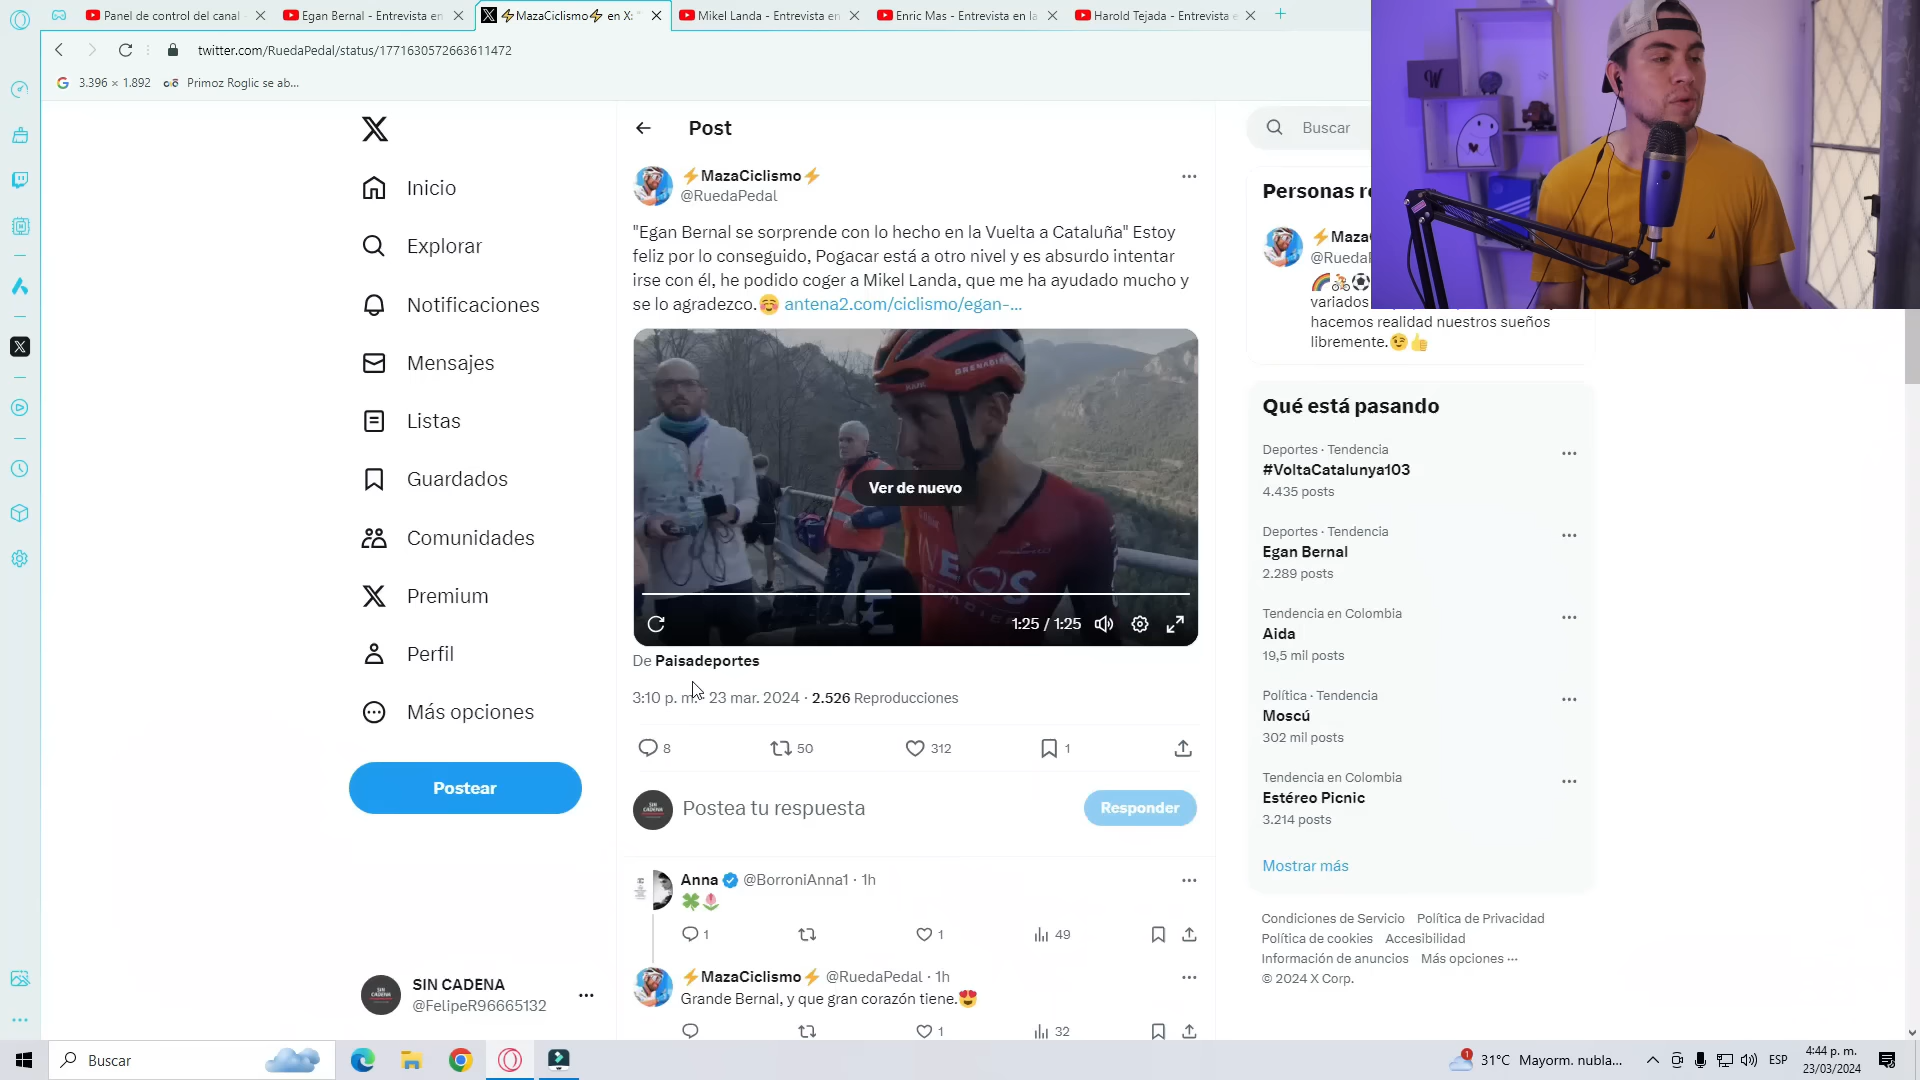 Panel de control del canal
Egan Bernal - Entrevista en
⚡MazaCiclismo⚡ en X: "
Mikel Landa - Entrevista en
Enric Mas - Entrevista en la
Harold Tejada - Entrevista e
twitter.com/RuedaPedal/status/1771630572663611472
3.396 × 1.892
Primoz Roglic se ab...
Inicio
Explorar
Notificaciones
Mensajes
Listas
Guardados
Comunidades
Premium
Perfil
Más opciones
Postear
SIN CADENA
@FelipeR96665132
Post
⚡MazaCiclismo⚡
@RuedaPedal
"Egan Bernal se sorprende con lo hecho en la Vuelta a Cataluña" Estoy
feliz por lo conseguido, Pogacar está a otro nivel y es absurdo intentar
irse con él, he podido coger a Mikel Landa, que me ha ayudado mucho y
se lo agradezco.☺️ antena2.com/ciclismo/egan-...
GRENADIE
Ver de nuevo
INEOS
1:25 / 1:25
De Paisadeportes
3:10 p. m. · 23 mar. 2024 · 2.526 Reproducciones
8 50 312 1
Postea tu respuesta
Responder
Anna @BorroniAnna1 · 1h
🍀🌷
1 1 49
⚡MazaCiclismo⚡ @RuedaPedal · 1h
Grande Bernal, y que gran corazón tiene.😍
1 32
Buscar
Personas re
⚡Maza
@RuedaP
🌈🚴⚽
variados
hacemos realidad nuestros sueños
libremente.😉👍
Qué está pasando
Deportes · Tendencia
#VoltaCatalunya103
4.435 posts
Deportes · Tendencia
Egan Bernal
2.289 posts
Tendencia en Colombia
Aida
19,5 mil posts
Política · Tendencia
Moscú
302 mil posts
Tendencia en Colombia
Estéreo Picnic
3.214 posts
Mostrar más
Condiciones de Servicio Política de Privacidad
Política de cookies Accesibilidad
Información de anuncios Más opciones ···
© 2024 X Corp.
Buscar
1
31°C Mayorm. nubla...
ESP
4:44 p. m.
23/03/2024